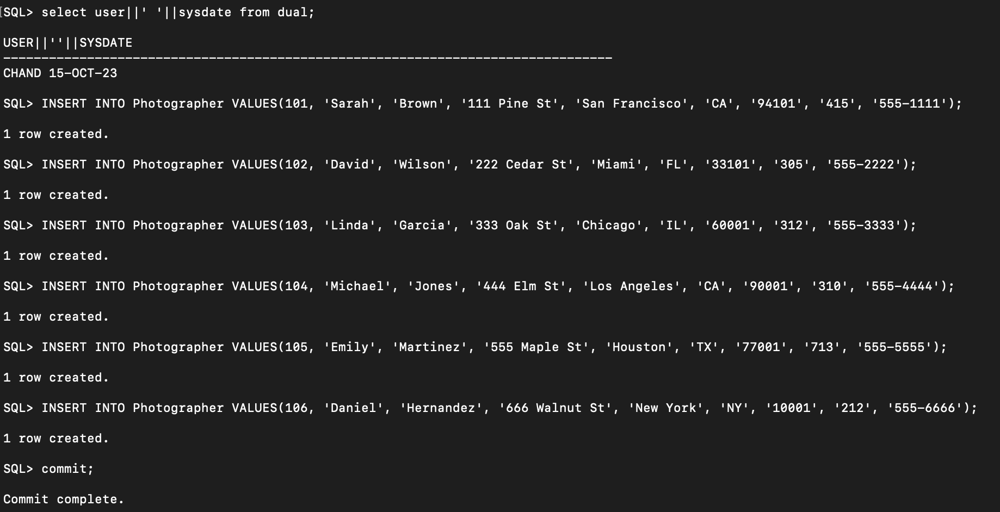 SQL> select user||' '||sysdate from dual;
USER||''||SYSDATE
--------------------------------------------------------------------------------
CHAND 15-OCT-23
SQL> INSERT INTO Photographer VALUES(101, 'Sarah', 'Brown', '111 Pine St', 'San Francisco', 'CA', '94101', '415', '555-1111');
1 row created.
SQL> INSERT INTO Photographer VALUES(102, 'David', 'Wilson', '222 Cedar St', 'Miami', 'FL', '33101', '305', '555-2222');
1 row created.
SQL> INSERT INTO Photographer VALUES(103, 'Linda', 'Garcia', '333 Oak St', 'Chicago', 'IL', '60001', '312', '555-3333');
1 row created.
SQL> INSERT INTO Photographer VALUES(104, 'Michael', 'Jones', '444 Elm St', 'Los Angeles', 'CA', '90001', '310', '555-4444');
1 row created.
SQL> INSERT INTO Photographer VALUES(105, 'Emily', 'Martinez', '555 Maple St', 'Houston', 'TX', '77001', '713', '555-5555');
1 row created.
SQL> INSERT INTO Photographer VALUES(106, 'Daniel', 'Hernandez', '666 Walnut St', 'New York', 'NY', '10001', '212', '555-6666');
1 row created.
SQL> commit;
Commit complete.